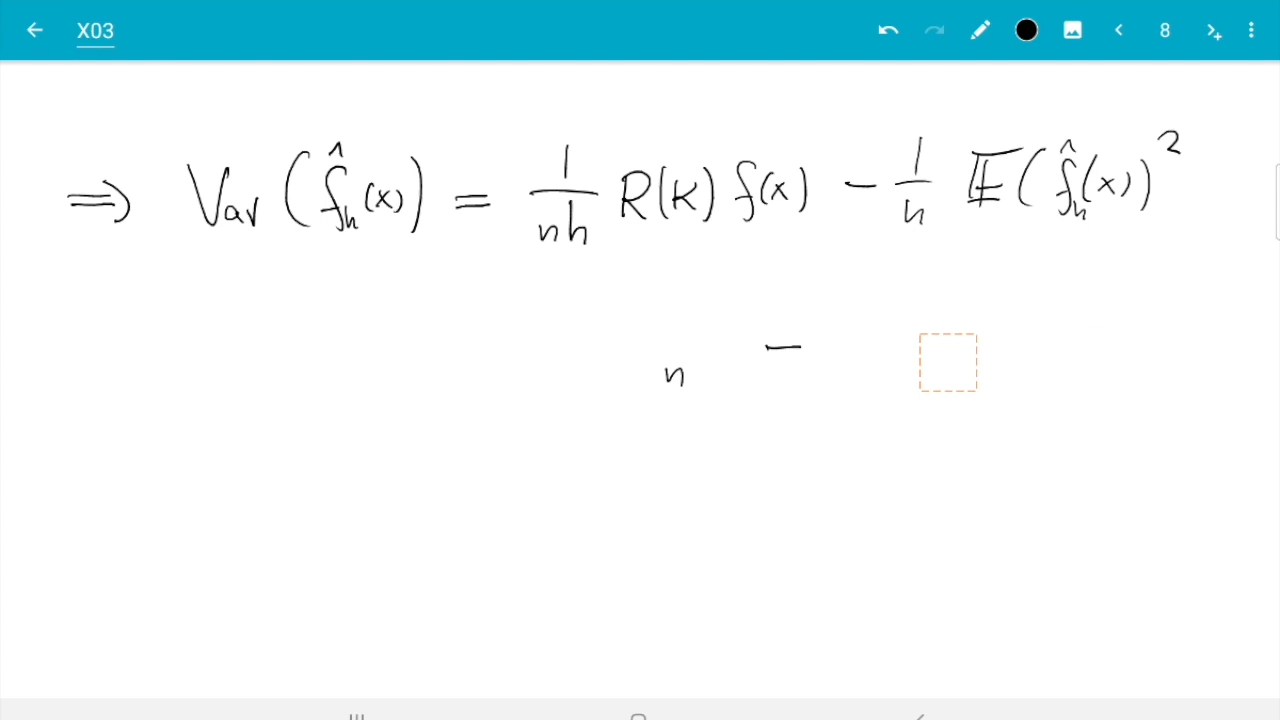 X03 8
⇒ Var(f̂ₕ(x)) = 1/(nh) R(K) f(x) − 1/n 𝔼(f̂ₕ(x))²
n −